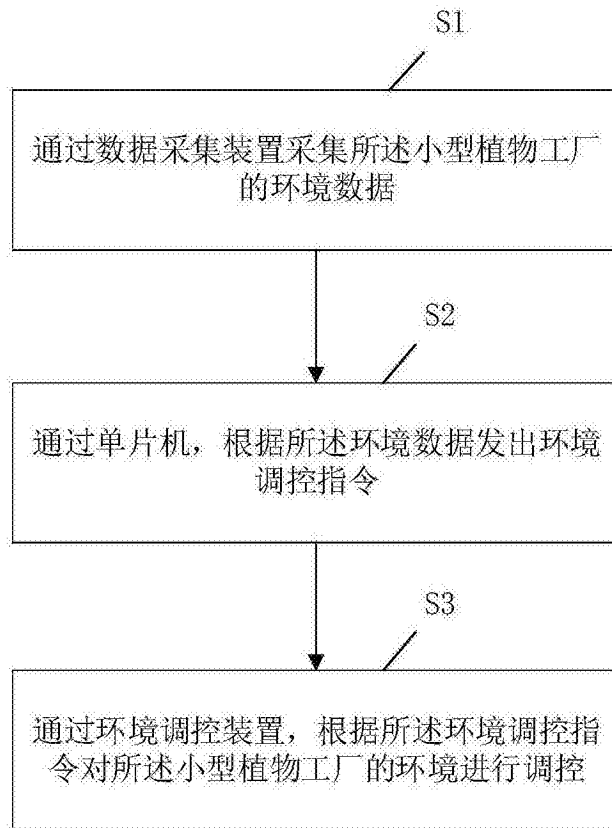 S1
通过数据采集装置采集所述小型植物工厂
的环境数据
S2
通过单片机，根据所述环境数据发出环境
调控指令
S3
通过环境调控装置，根据所述环境调控指
令对所述小型植物工厂的环境进行调控